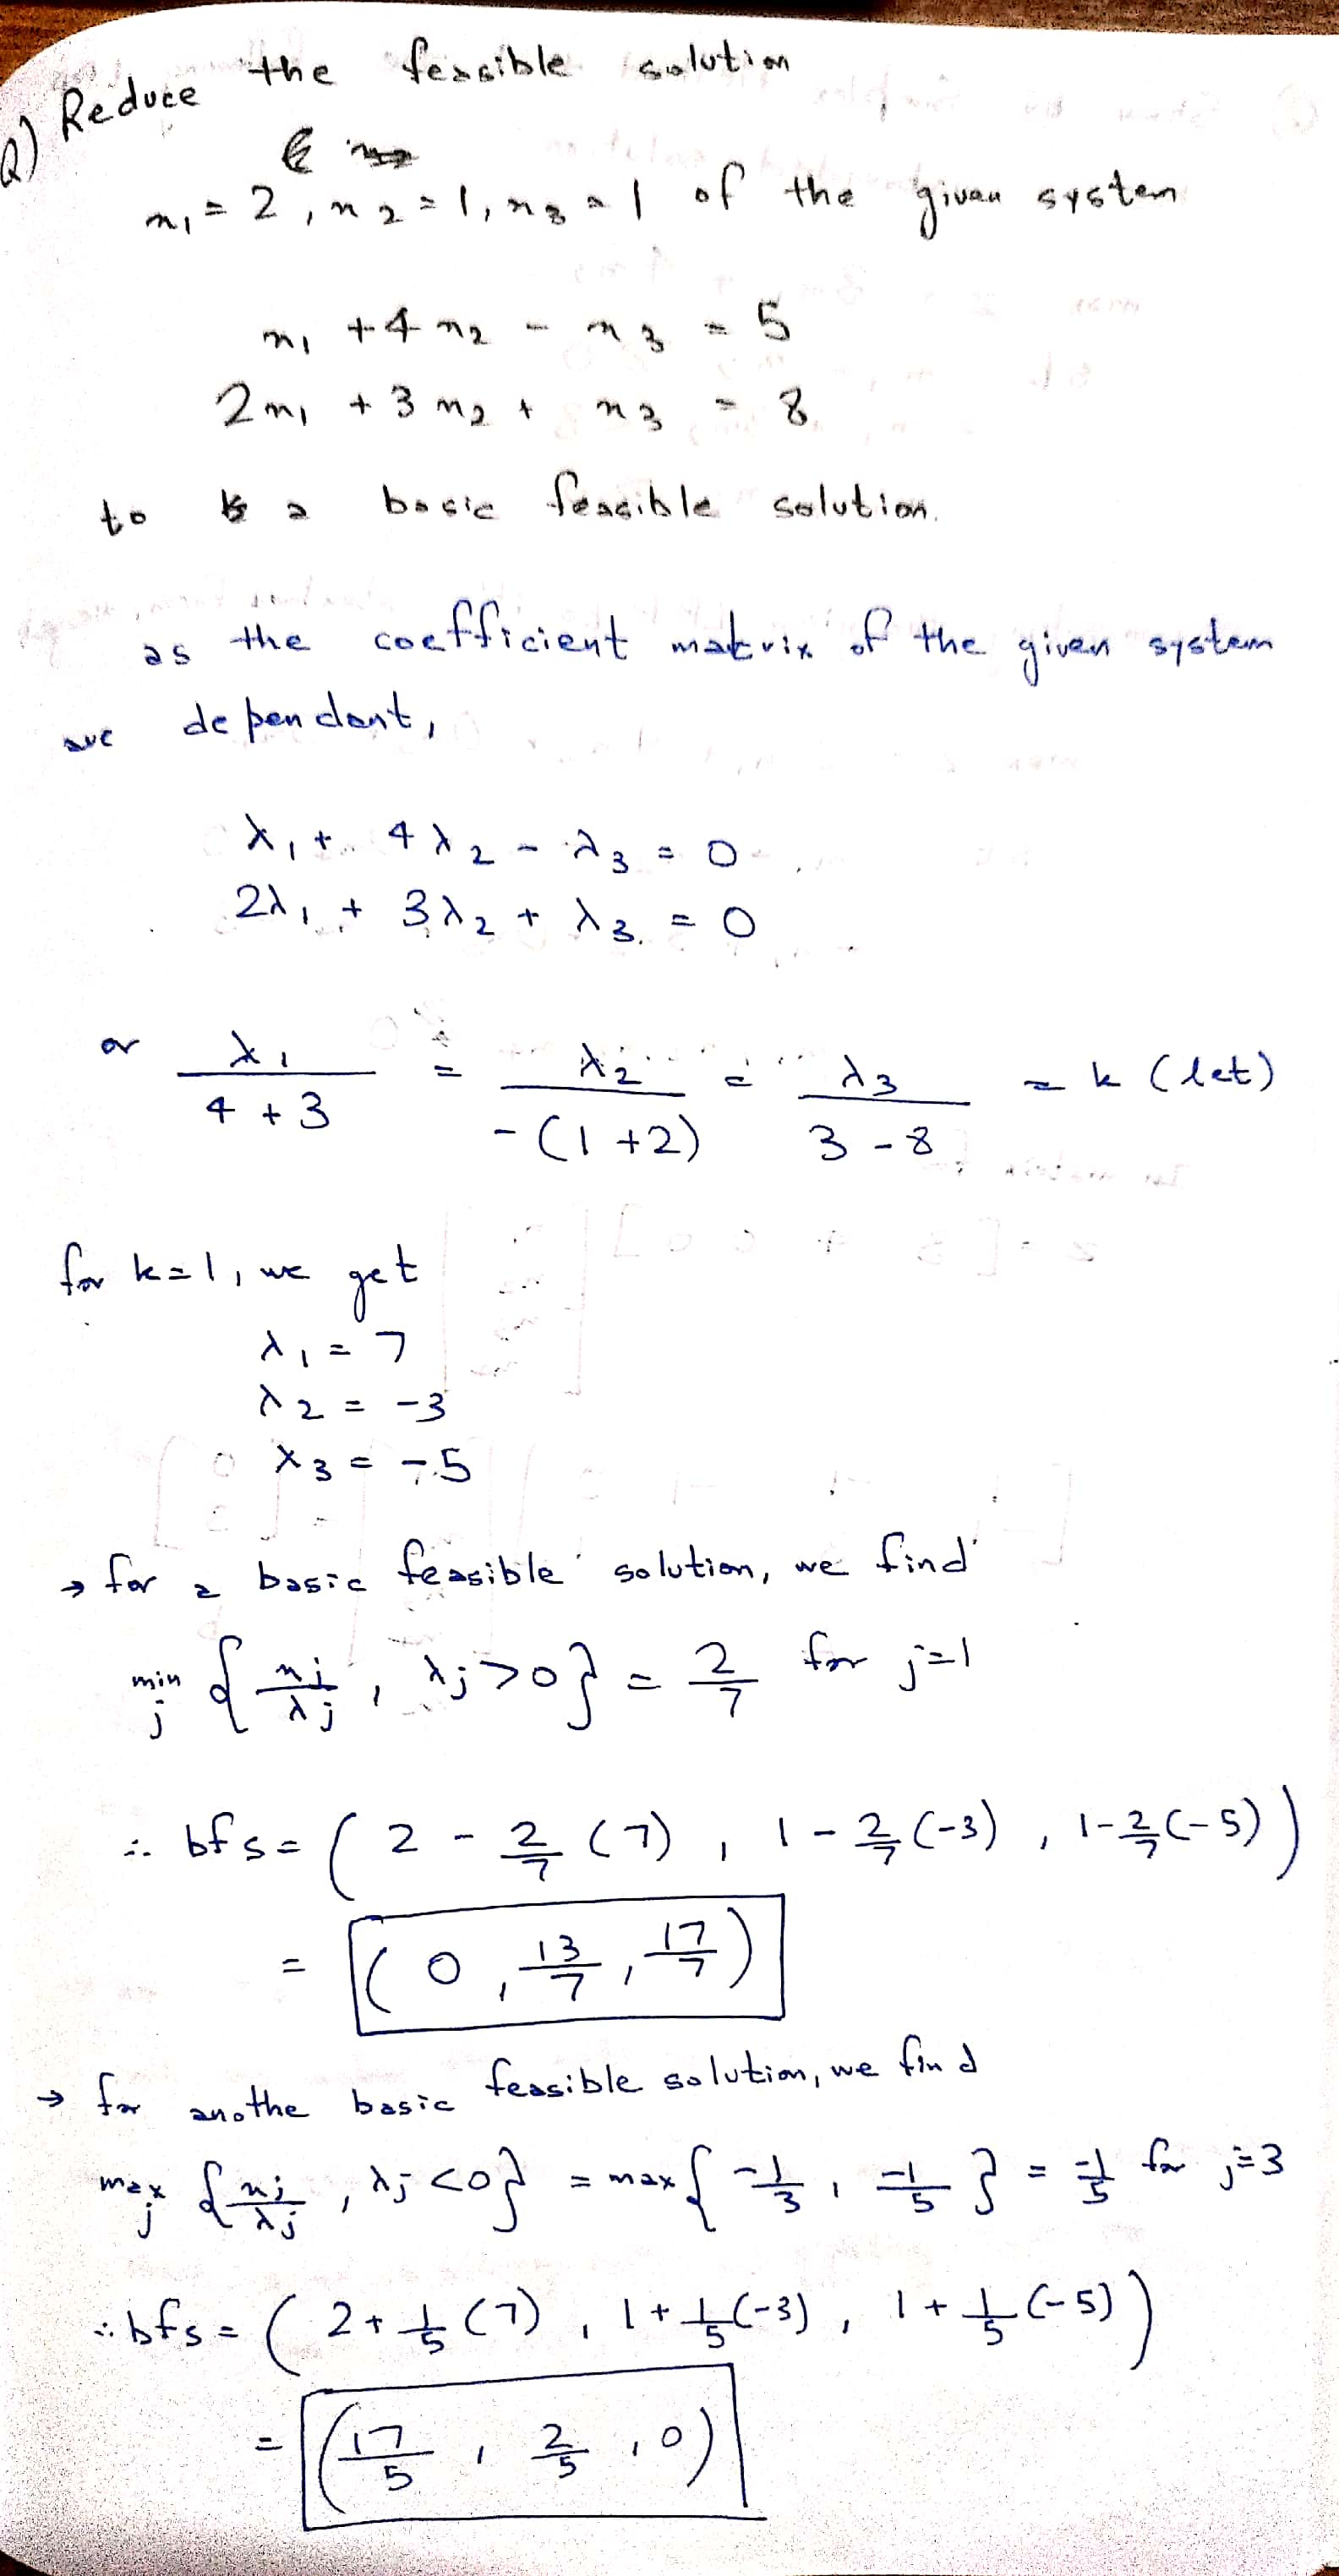 Q) Reduce the feasible solution
x₁ = 2, x₂ = 1, x₃ = 1 of the given system
x₁ + 4x₂ - x₃ = 5
2x₁ + 3x₂ + x₃ = 8
to a basic feasible solution.
as the coefficient matrix of the given system
are dependant,
λ₁ + 4λ₂ - λ₃ = 0
2λ₁ + 3λ₂ + λ₃ = 0
or λ₁/(4 + 3) = λ₂/(-(1 + 2)) = λ₃/(3 - 8) = k (let)
for k = 1, we get
λ₁ = 7
λ₂ = -3
λ₃ = -5
→ for a basic feasible solution, we find
min_j {xⱼ/λⱼ, λⱼ > 0} = 2/7 for j = 1
∴ bfs = (2 - 2/7 (7), 1 - 2/7 (-3), 1 - 2/7 (-5))
= (0, 13/7, 17/7)
→ for anothe basic feasible solution, we find
max_j {xⱼ/λⱼ, λⱼ < 0} = max {-1/3, -1/5} = -1/5 for j = 3
∴ bfs = (2 + 1/5 (7), 1 + 1/5 (-3), 1 + 1/5 (-5))
= (17/5, 2/5, 0)